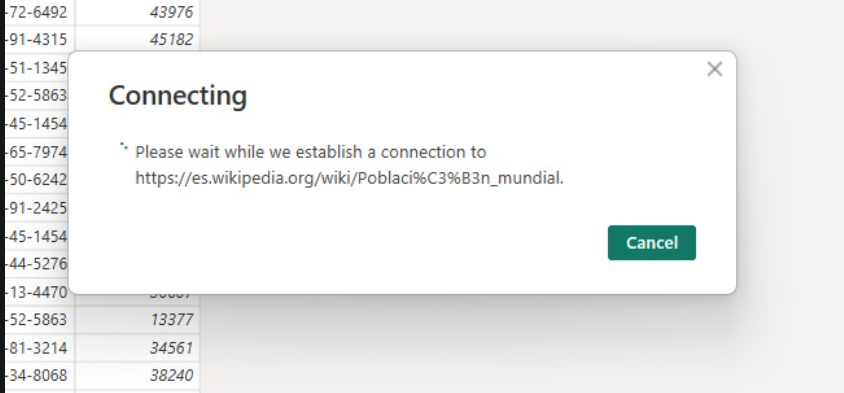 -72-6492 43976
-91-4315 45182
-51-1345
Connecting
-52-5863
-45-1454
-65-7974 Please wait while we establish a connection to
-50-6242 https://es.wikipedia.org/wiki/Poblaci%C3%B3n_mundial.
-91-2425
-45-1454 Cancel
-44-5276
-13-4470
-52-5863 13377
-81-3214 34561
-34-8068 38240